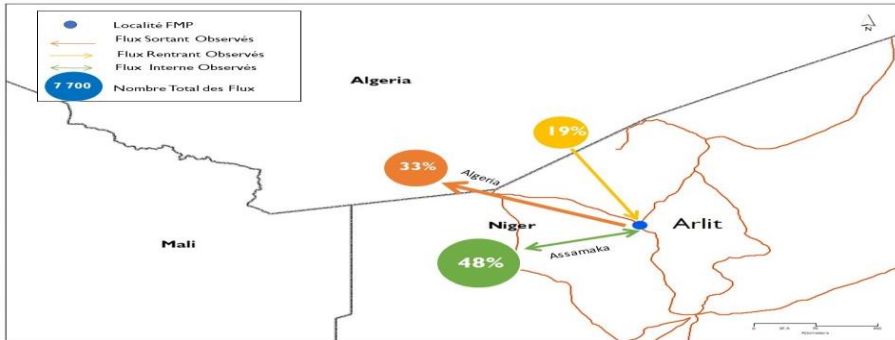 Localité FMP
Flux Sortant Observés
Flux Rentrant Observés
Flux Interne Observés
7 700
Nombre Total des Flux
N
Algeria
19%
33%
Algeria
Niger
Arlit
Mali
48%
Assamaka